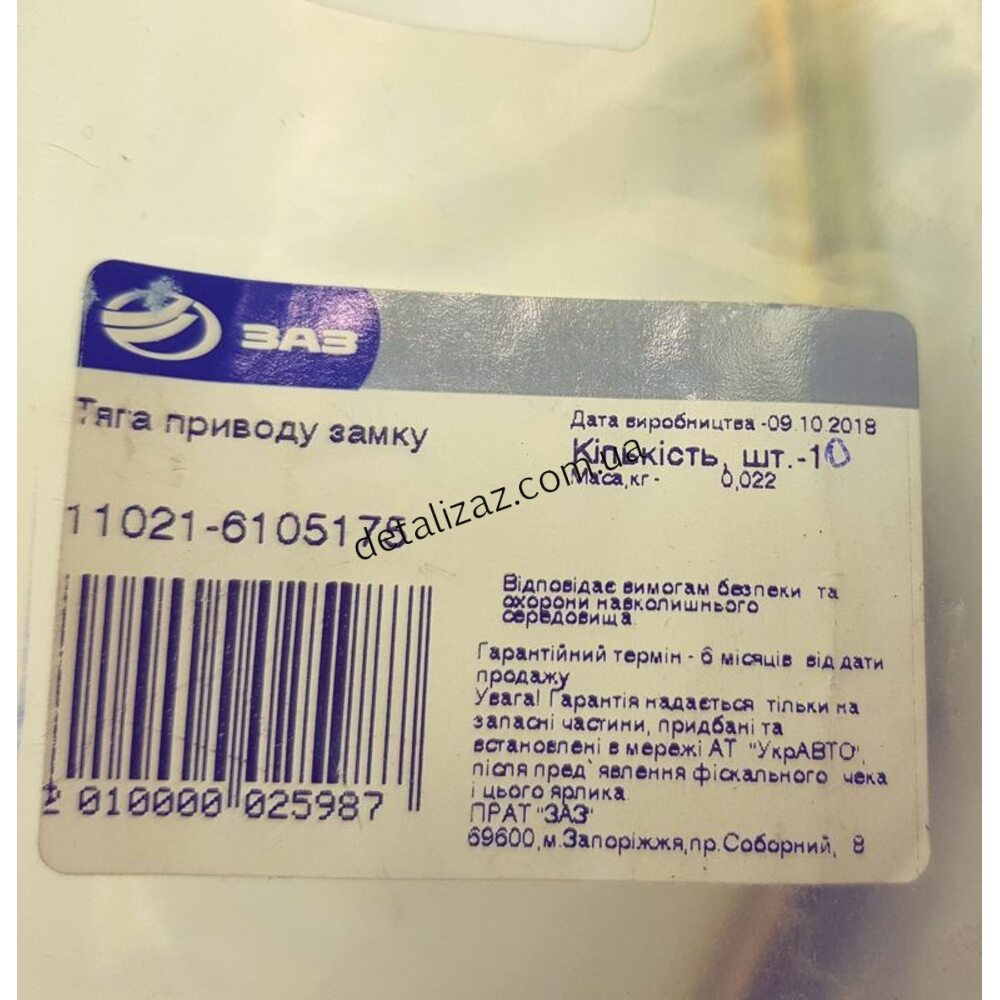 ЗАЗ
Тяга приводу замку
11021-6105175
Дата виробництва -09.10.2018
Кількість, шт.-10
Маса,кг - 0,022
detalizaz.com.ua
Відповідає вимогам безпеки та
охорони навколишнього
середовища.
Гарантійний термін - 6 місяців від дати
продажу
Увага! Гарантія надається тільки на
запасні частини, придбані та
встановлені в мережі АТ "УкрАВТО",
після пред`явлення фіскального чека
і цього ярлика.
ПРАТ "ЗАЗ"
69600,м.Запоріжжя,пр.Соборний, 8
2 010000 025987